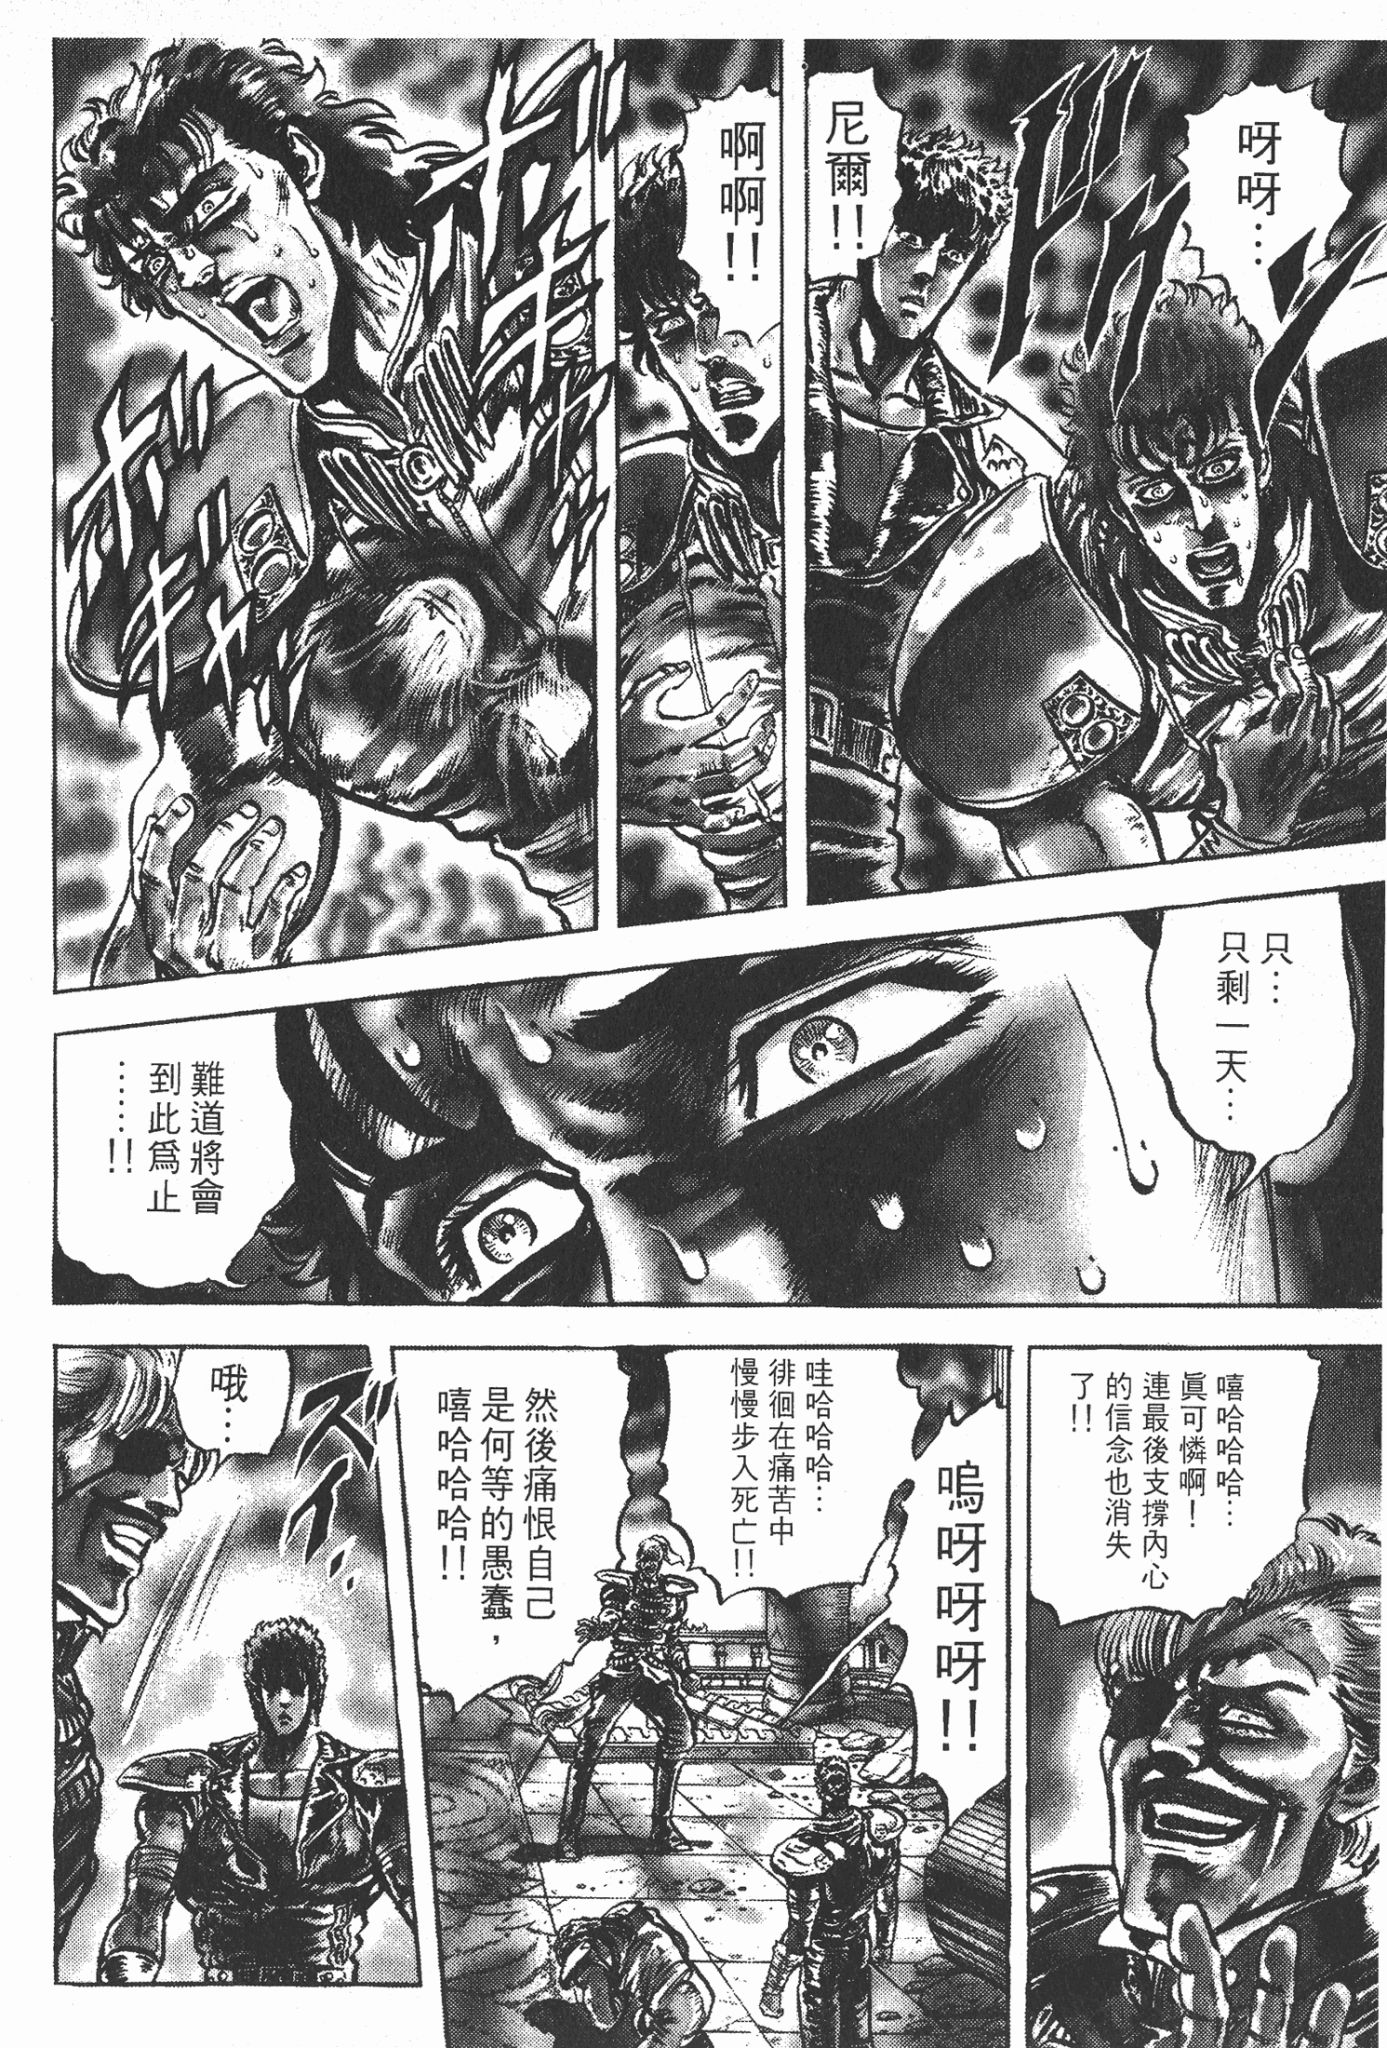 呀呀…
尼爾!!
啊啊!!
只…
只剩一天…
難道將會
到此爲止
……!!
嘻哈哈哈…
眞可憐啊！
連最後支撐內心
的信念也消失
了!!
嗚呀呀呀!!
哇哈哈哈…
徘徊在痛苦中
慢慢步入死亡!!
然後痛恨自己
是何等的愚蠢，
嘻哈哈哈哈!!
哦…
ズイ